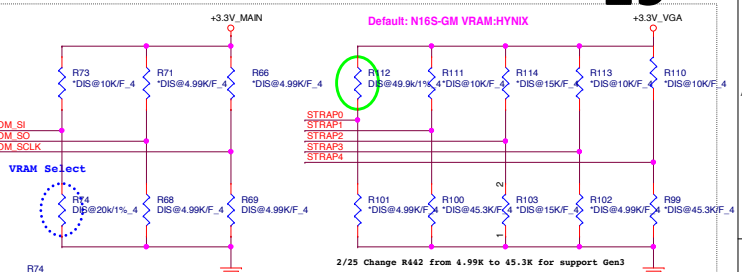 +3.3V_MAIN
Default: N16S-GM VRAM:HYNIX
+3.3V_VGA
R73
*DIS@10K/F_4
R71
*DIS@4.99K/F_4
R66
*DIS@4.99K/F_4
R112
DIS@49.9k/1%_4
R111
*DIS@10K/F_4
R114
*DIS@15K/F_4
R113
*DIS@10K/F_4
R110
*DIS@10K/F_4
OM_SI
OM_SO
OM_SCLK
STRAP0
STRAP1
STRAP2
STRAP3
STRAP4
VRAM Select
R74
DIS@20k/1%_4
R68
DIS@4.99K/F_4
R69
DIS@4.99K/F_4
R101
*DIS@4.99K/F_4
R100
*DIS@45.3K/F_4
2
1
R103
*DIS@15K/F_4
R102
*DIS@4.99K/F_4
R99
*DIS@45.3K/F_4
2/25 Change R442 from 4.99K to 45.3K for support Gen3
R74